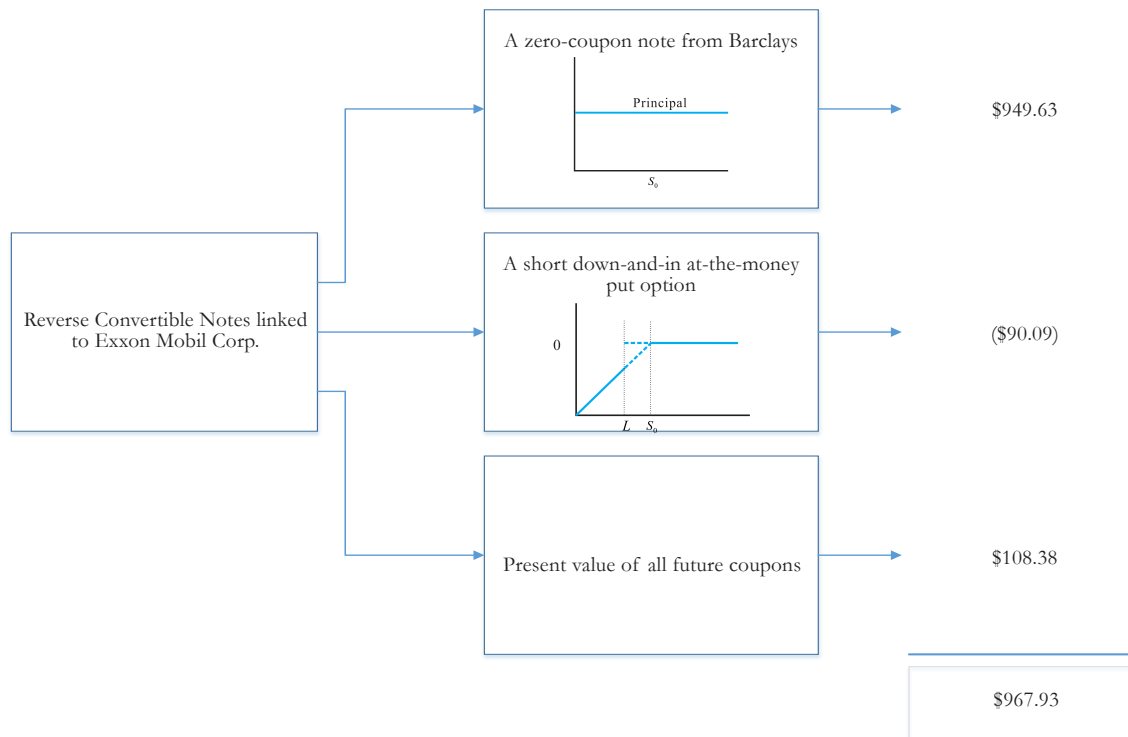 A zero-coupon note from Barclays
Principal
S₀
$949.63
Reverse Convertible Notes linked
to Exxon Mobil Corp.
A short down-and-in at-the-money
put option
0
L S₀
($90.09)
Present value of all future coupons
$108.38
$967.93